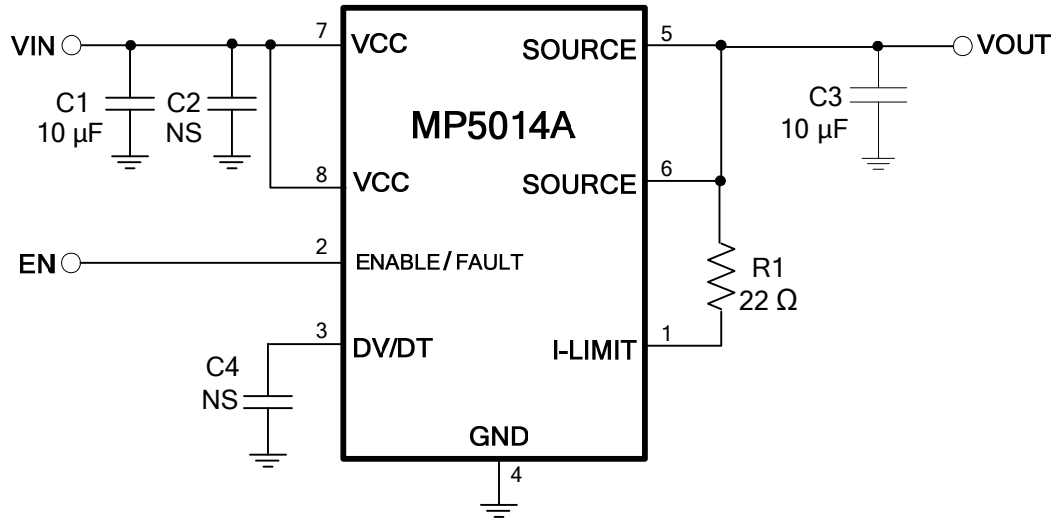 VIN
7
VCC
SOURCE
5
VOUT
C1
10 µF
C2
NS
MP5014A
C3
10 µF
8
VCC
SOURCE
6
EN
2
ENABLE/FAULT
R1
22 Ω
3
DV/DT
I-LIMIT
1
C4
NS
GND
4